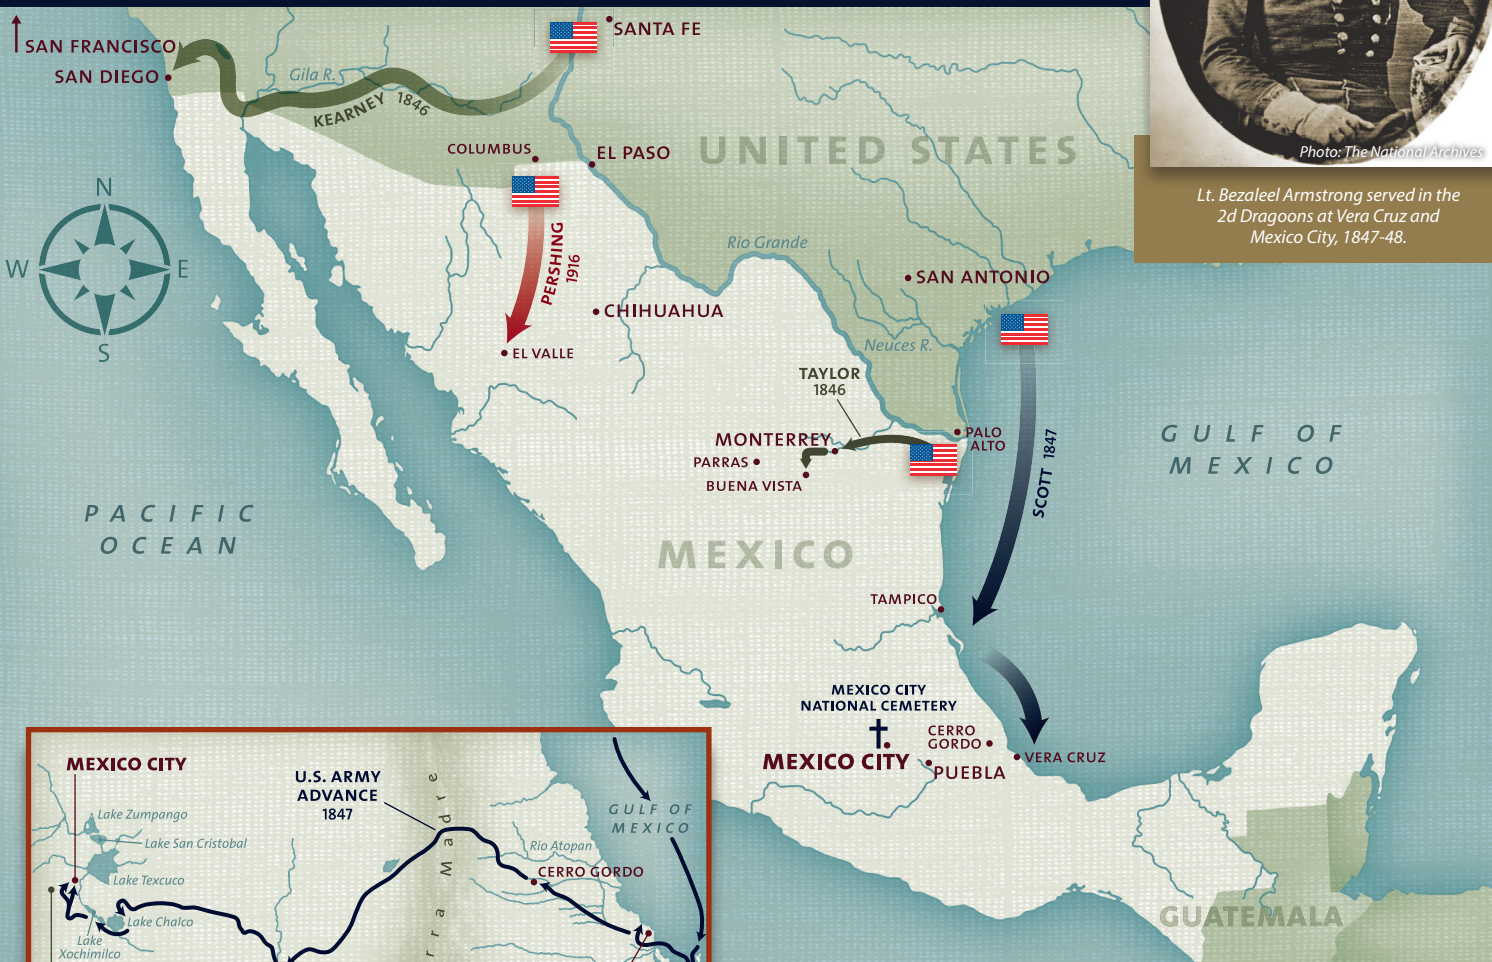 SAN FRANCISCO
SAN DIEGO
SANTA FE
Gila R.
KEARNEY 1846
COLUMBUS
EL PASO
UNITED STATES
Photo: The National Archives
Lt. Bezaleel Armstrong served in the
2d Dragoons at Vera Cruz and
Mexico City, 1847-48.
N
W
E
S
PERSHING
1916
Rio Grande
SAN ANTONIO
CHIHUAHUA
EL VALLE
Neuces R.
TAYLOR
1846
MONTERREY
PARRAS
BUENA VISTA
PALO
ALTO
SCOTT 1847
GULF OF
MEXICO
PACIFIC
OCEAN
MEXICO
TAMPICO
MEXICO CITY
NATIONAL CEMETERY
CERRO
GORDO
MEXICO CITY
PUEBLA
VERA CRUZ
GUATEMALA
MEXICO CITY
U.S. ARMY
ADVANCE
1847
Lake Zumpango
Lake San Cristobal
Lake Texcuco
Lake Chalco
Lake
Xochimilco
rra Madre
GULF OF
MEXICO
Rio Atopan
CERRO GORDO